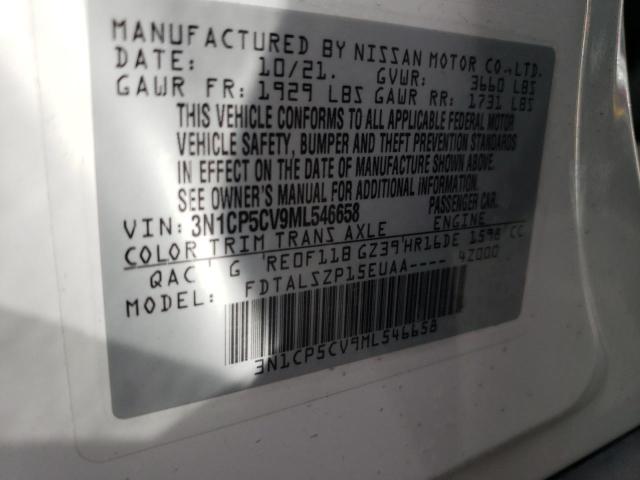 MANUFACTURED BY NISSAN MOTOR CO.,LTD.
DATE: 10/21. GVWR: 3660 LBS
GAWR FR: 1929 LBS GAWR RR: 1731 LBS
THIS VEHICLE CONFORMS TO ALL APPLICABLE FEDERAL MOTOR
VEHICLE SAFETY, BUMPER AND THEFT PREVENTION STANDARDS
IN EFFECT ON THE DATE OF MANUFACTURE SHOWN ABOVE.
SEE OWNER'S MANUAL FOR ADDITIONAL INFORMATION.
PASSENGER CAR.
VIN: 3N1CP5CV9ML546658
COLOR TRIM TRANS AXLE ENGINE
QAC G RE0F11B GZ39 HR16DE 1598 CC
MODEL: FDTALSZP15EUAA---- 4Z000
3N1CP5CV9ML546658